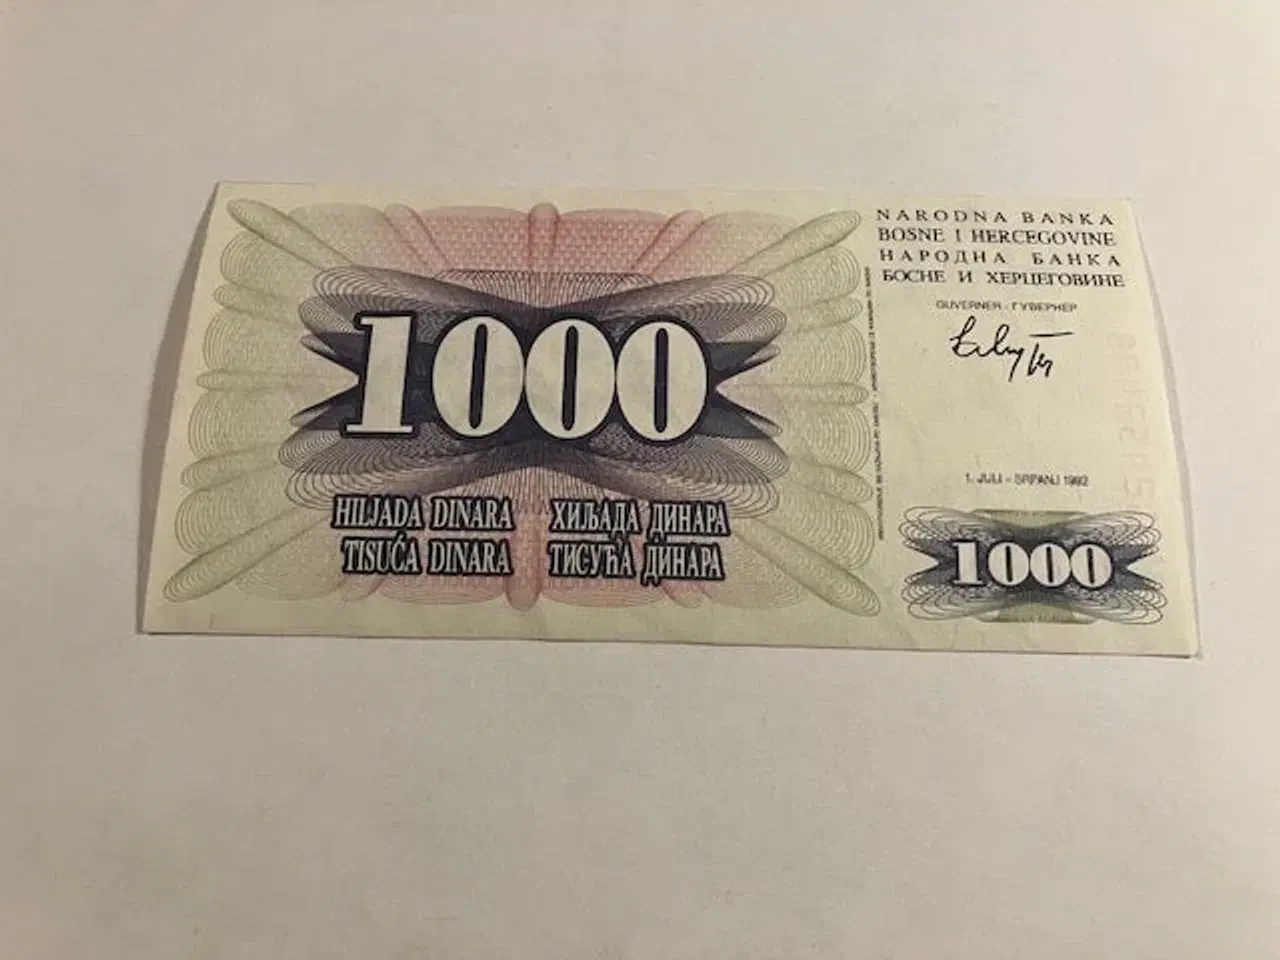 NARODNA BANKA
BOSNE I HERCEGOVINE
НАРОДНА БАНКА
БОСНЕ И ХЕРЦЕГОВИНЕ
GUVERNER - ГУВЕРНЕР
1000
1. JULI - SRPANJ 1992
HILJADA DINARA ХИЉАДА ДИНАРА
TISUĆA DINARA ТИСУЋА ДИНАРА
1000